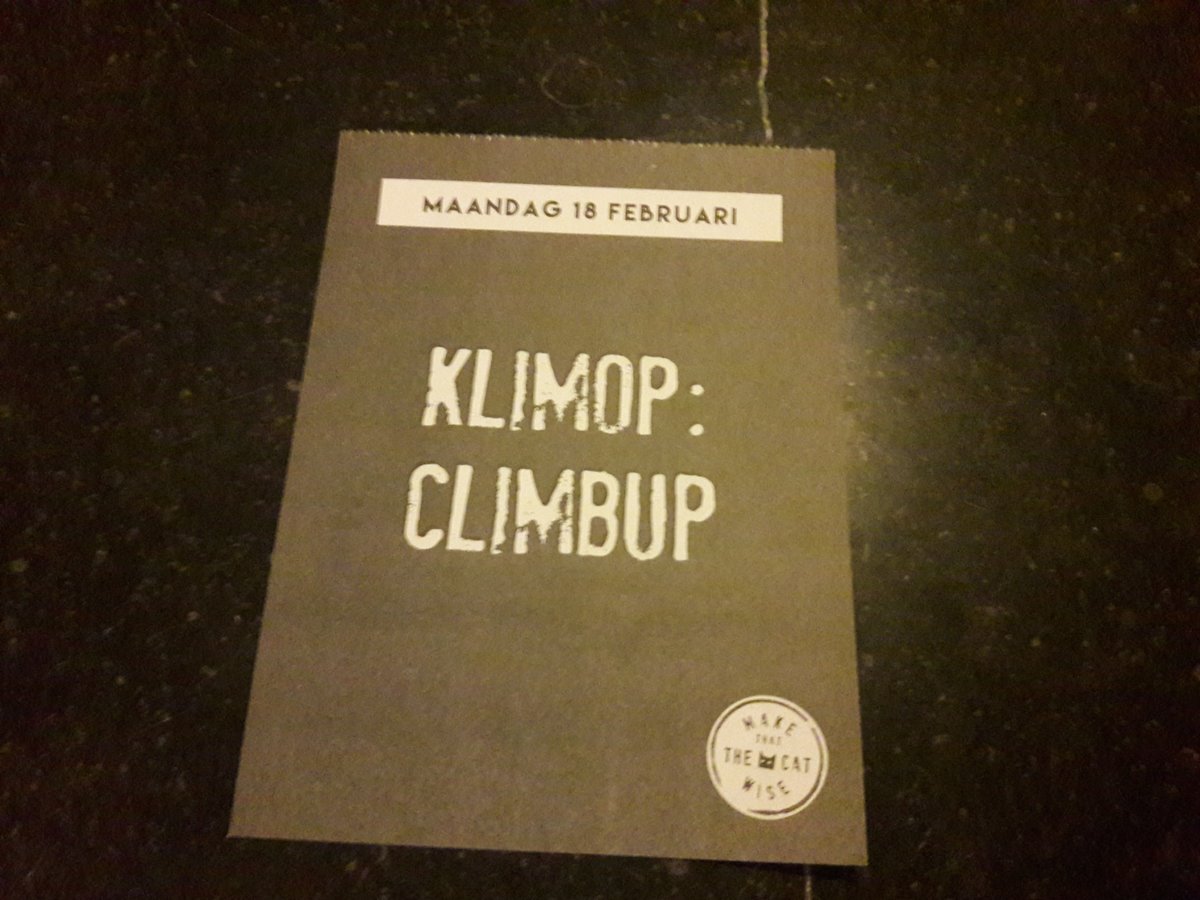 MAANDAG 18 FEBRUARI
KLIMOP:
CLIMBUP
MAKE
THAT
THE CAT
WISE